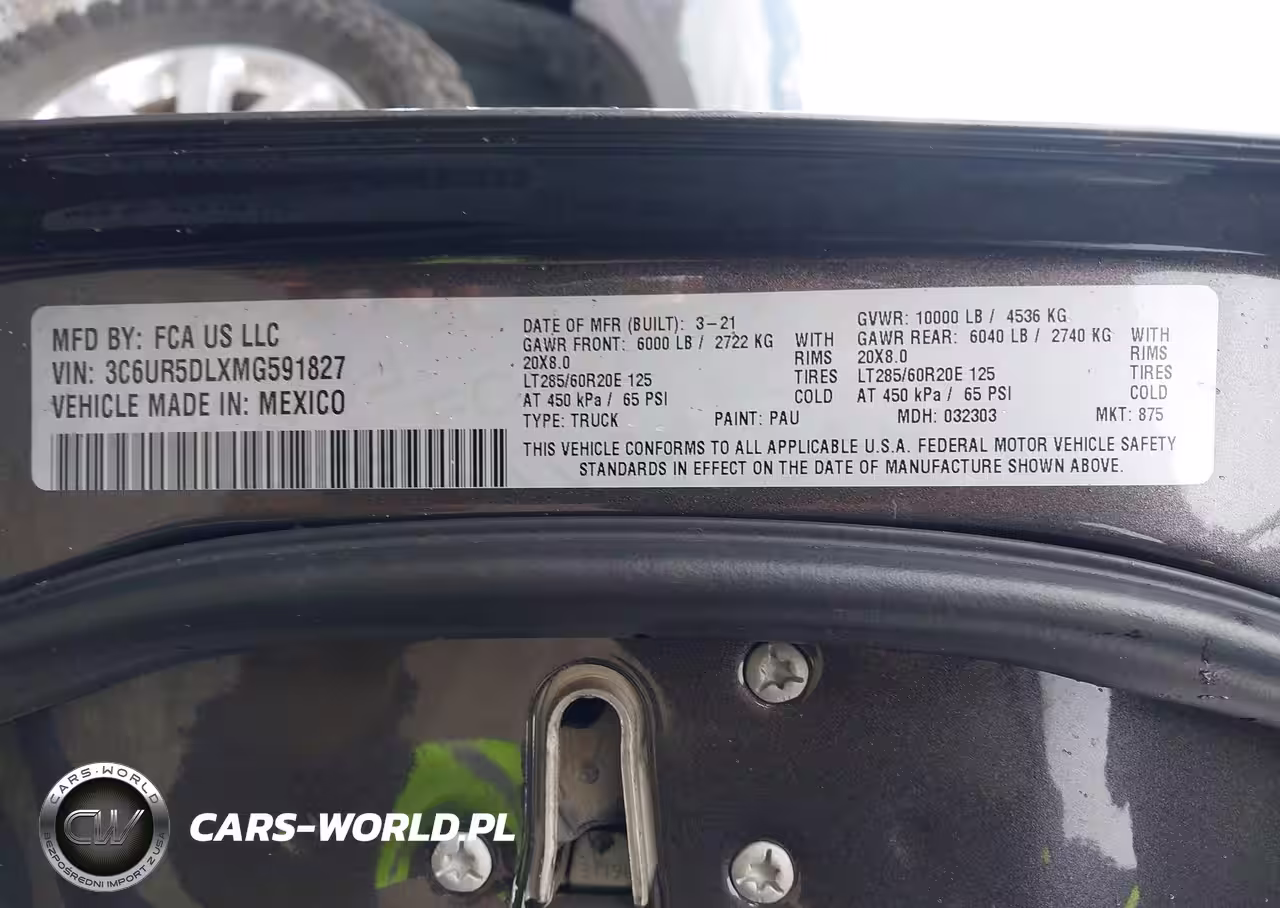 MFD BY: FCA US LLC
VIN: 3C6UR5DLXMG591827
VEHICLE MADE IN: MEXICO
DATE OF MFR (BUILT): 3-21
GVWR: 10000 LB / 4536 KG
GAWR FRONT: 6000 LB / 2722 KG WITH
GAWR REAR: 6040 LB / 2740 KG WITH
20X8.0 RIMS
20X8.0 RIMS
LT285/60R20E 125 TIRES
LT285/60R20E 125 TIRES
AT 450 kPa / 65 PSI COLD
AT 450 kPa / 65 PSI COLD
TYPE: TRUCK PAINT: PAU MDH: 032303 MKT: 875
THIS VEHICLE CONFORMS TO ALL APPLICABLE U.S.A. FEDERAL MOTOR VEHICLE SAFETY
STANDARDS IN EFFECT ON THE DATE OF MANUFACTURE SHOWN ABOVE.
CARS-WORLD
CW
BEZPOŚREDNI IMPORT Z USA
CARS-WORLD.PL